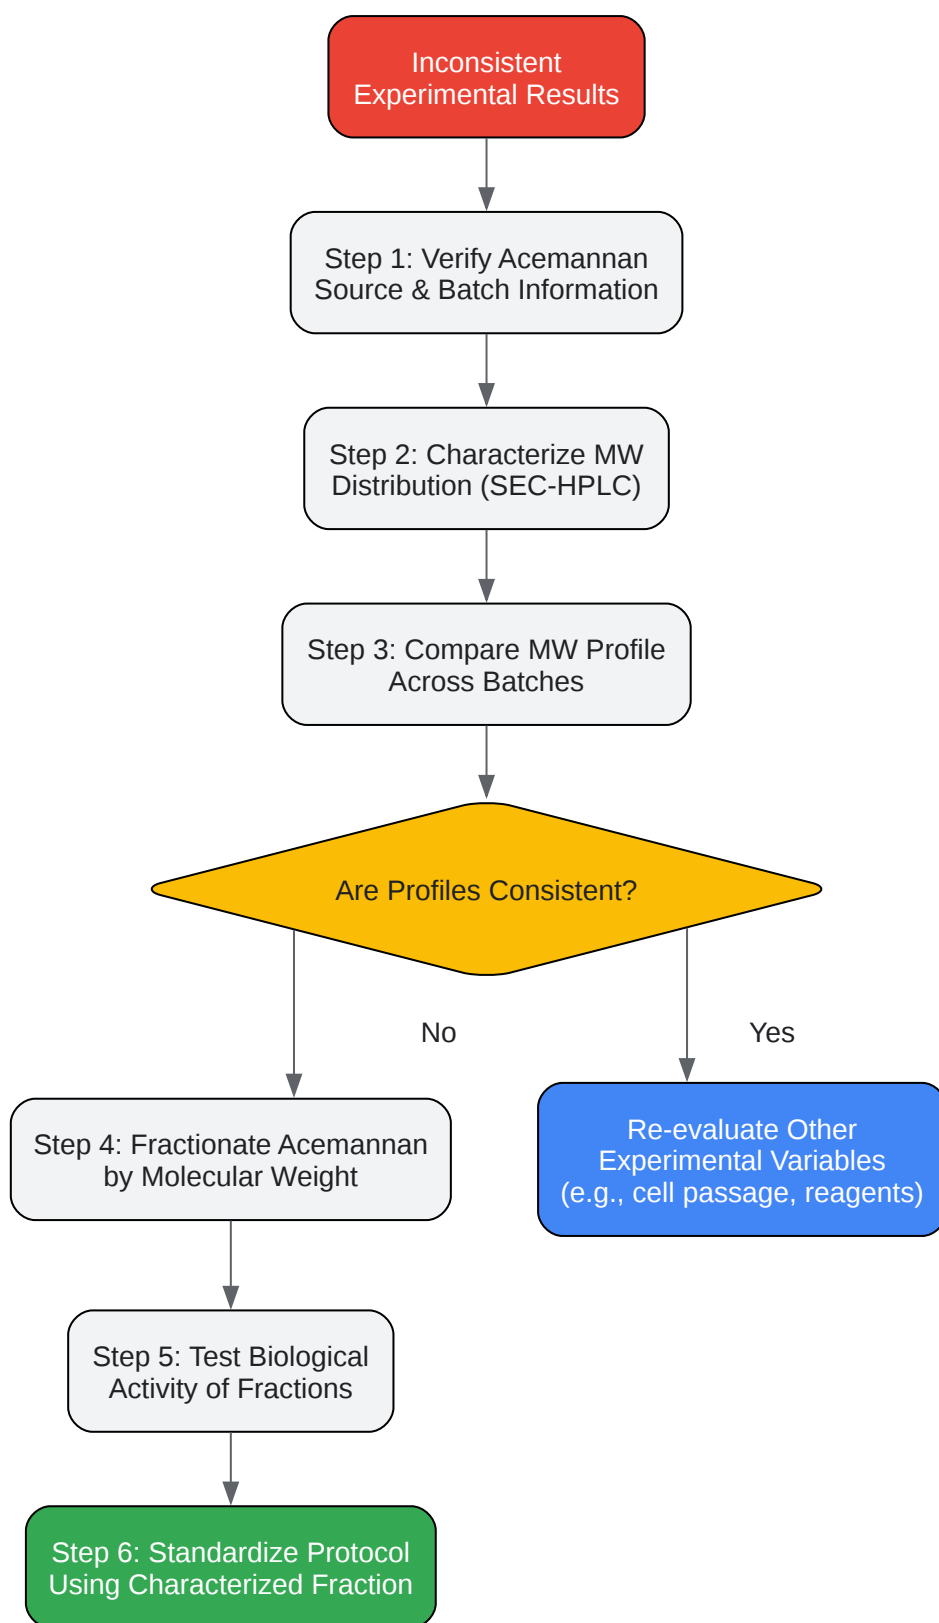 Inconsistent
Experimental Results
Step 1: Verify Acemannan
Source & Batch Information
Step 2: Characterize MW
Distribution (SEC-HPLC)
Step 3: Compare MW Profile
Across Batches
Are Profiles Consistent?
No
Yes
Step 4: Fractionate Acemannan
by Molecular Weight
Re-evaluate Other
Experimental Variables
(e.g., cell passage, reagents)
Step 5: Test Biological
Activity of Fractions
Step 6: Standardize Protocol
Using Characterized Fraction